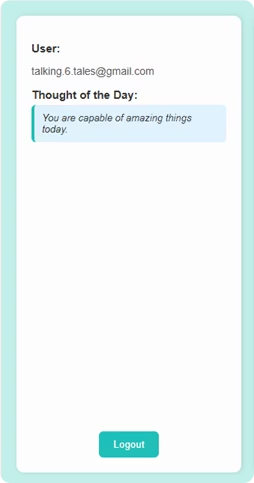 User:
talking.6.tales@gmail.com
Thought of the Day:
You are capable of amazing things
today.
Logout